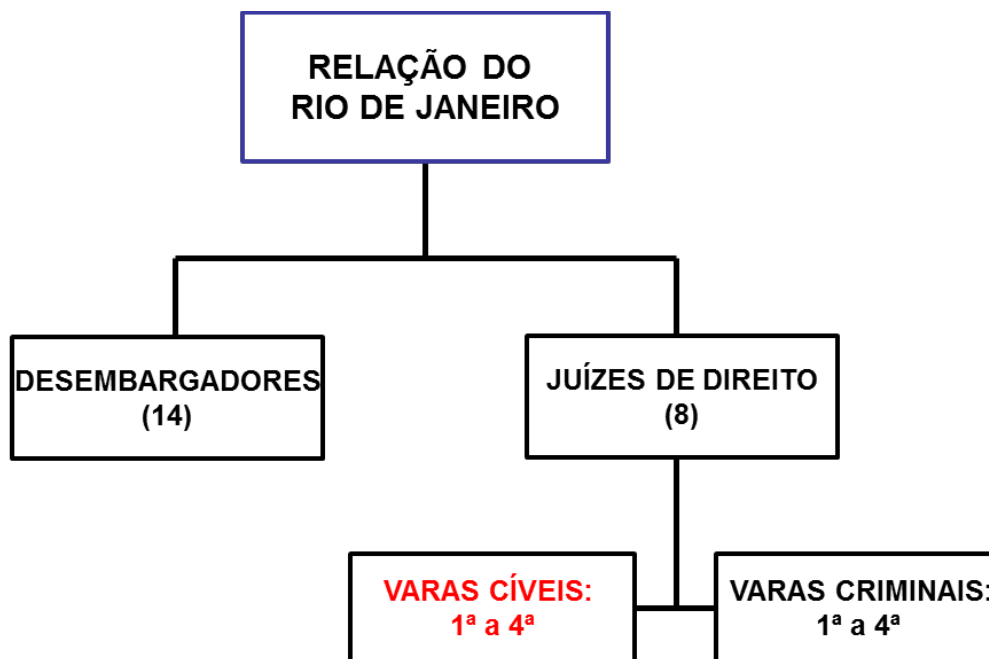 RELAÇÃO DO
RIO DE JANEIRO
DESEMBARGADORES
(14)
JUÍZES DE DIREITO
(8)
VARAS CÍVEIS:
1ª a 4ª
VARAS CRIMINAIS:
1ª a 4ª